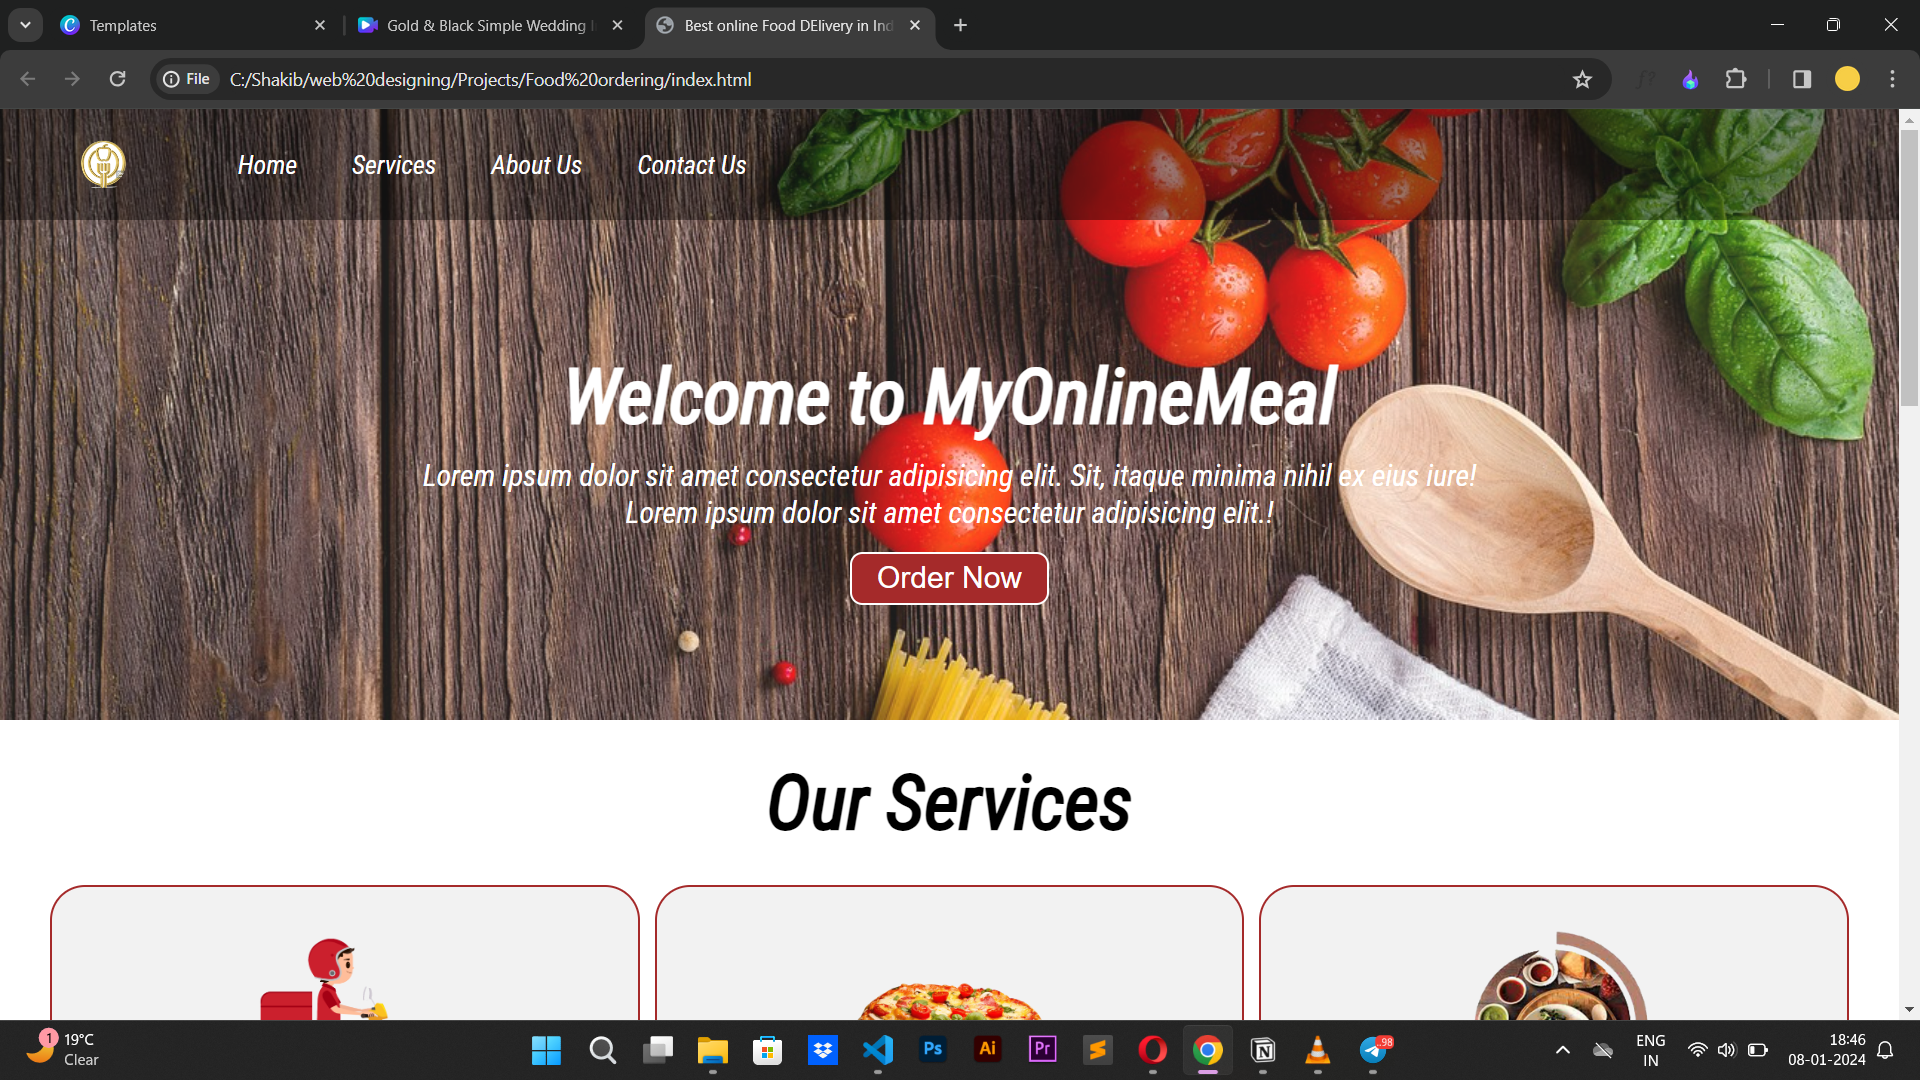 Templates
Gold & Black Simple Wedding I
Best online Food DElivery in Ind
File
C:/Shakib/web%20designing/Projects/Food%20ordering/index.html
f?
Home
Services
About Us
Contact Us
Welcome to MyOnlineMeal
Lorem ipsum dolor sit amet consectetur adipisicing elit. Sit, itaque minima nihil ex eius iure!
Lorem ipsum dolor sit amet consectetur adipisicing elit.!
Order Now
Our Services
1
19°C
Clear
Ps
Ai
Pr
98
ENG
IN
18:46
08-01-2024